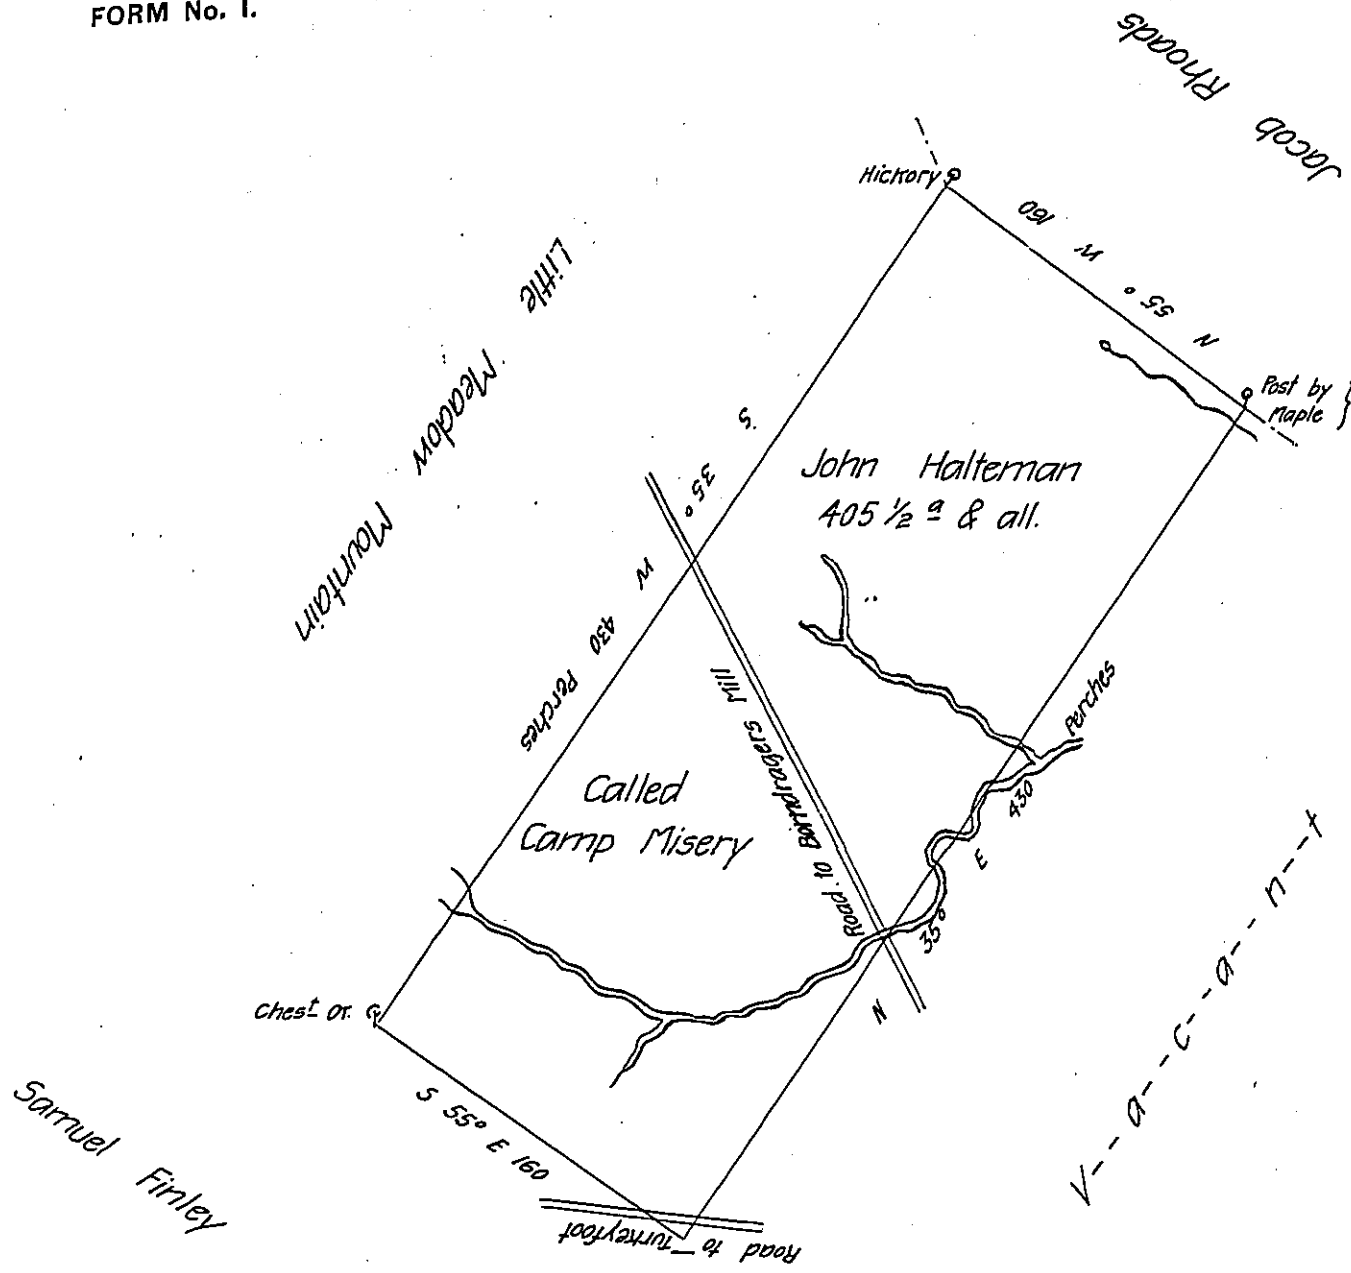 FORM No. 1.
Jacob Rhoads
Hickory
N 55° W 160
Post by
Maple }
Little Meadow Mountain
S. 35° W 430 Perches
John Halteman
405 ½ a & all.
Road to Barndragers Mill
Called
Camp Misery
N 35° E 430 Perches
Chest Or.
S 55° E 160
Samuel Finley
Road to Turkeyfoot
V--a--c--a--n--t